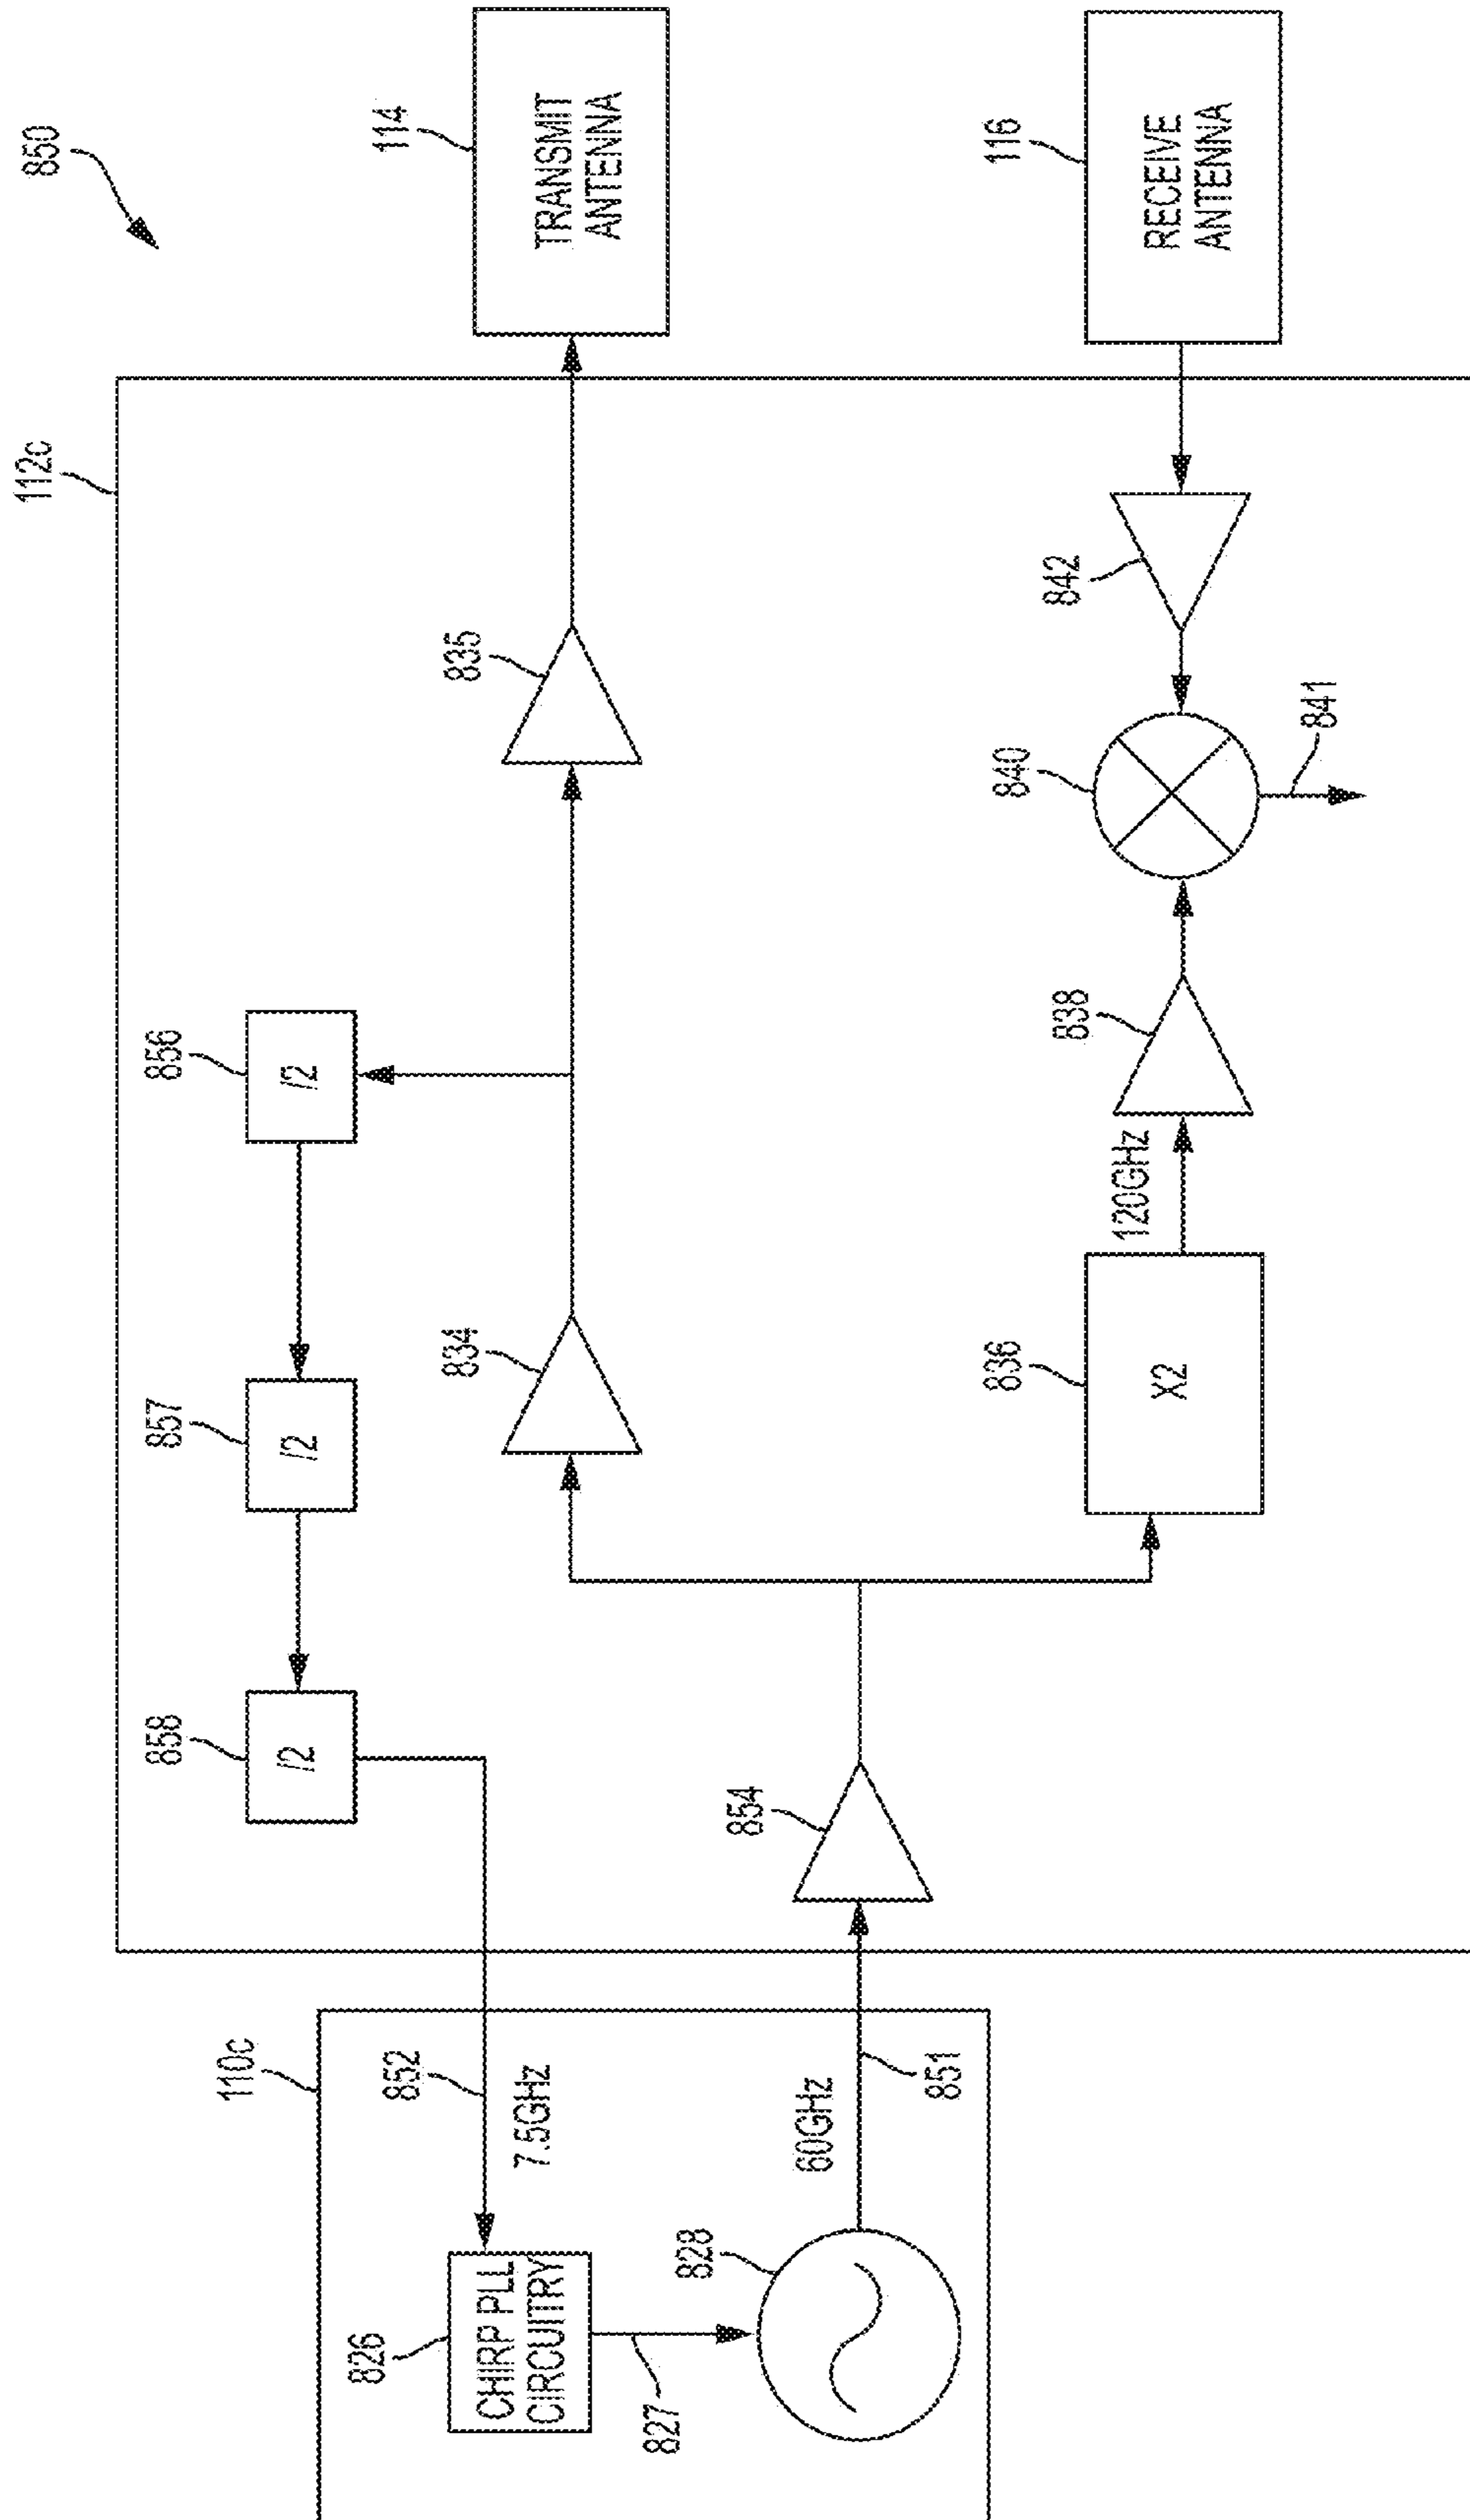 850
112c
114
TRANSMIT
ANTENNA
116
RECEIVE
ANTENNA
858
/2
857
/2
856
/2
834
835
854
836
X2
120GHz
838
840
841
842
110c
852
7.5GHz
826
CHIRP PLL
CIRCUITRY
827
828
60GHz
851